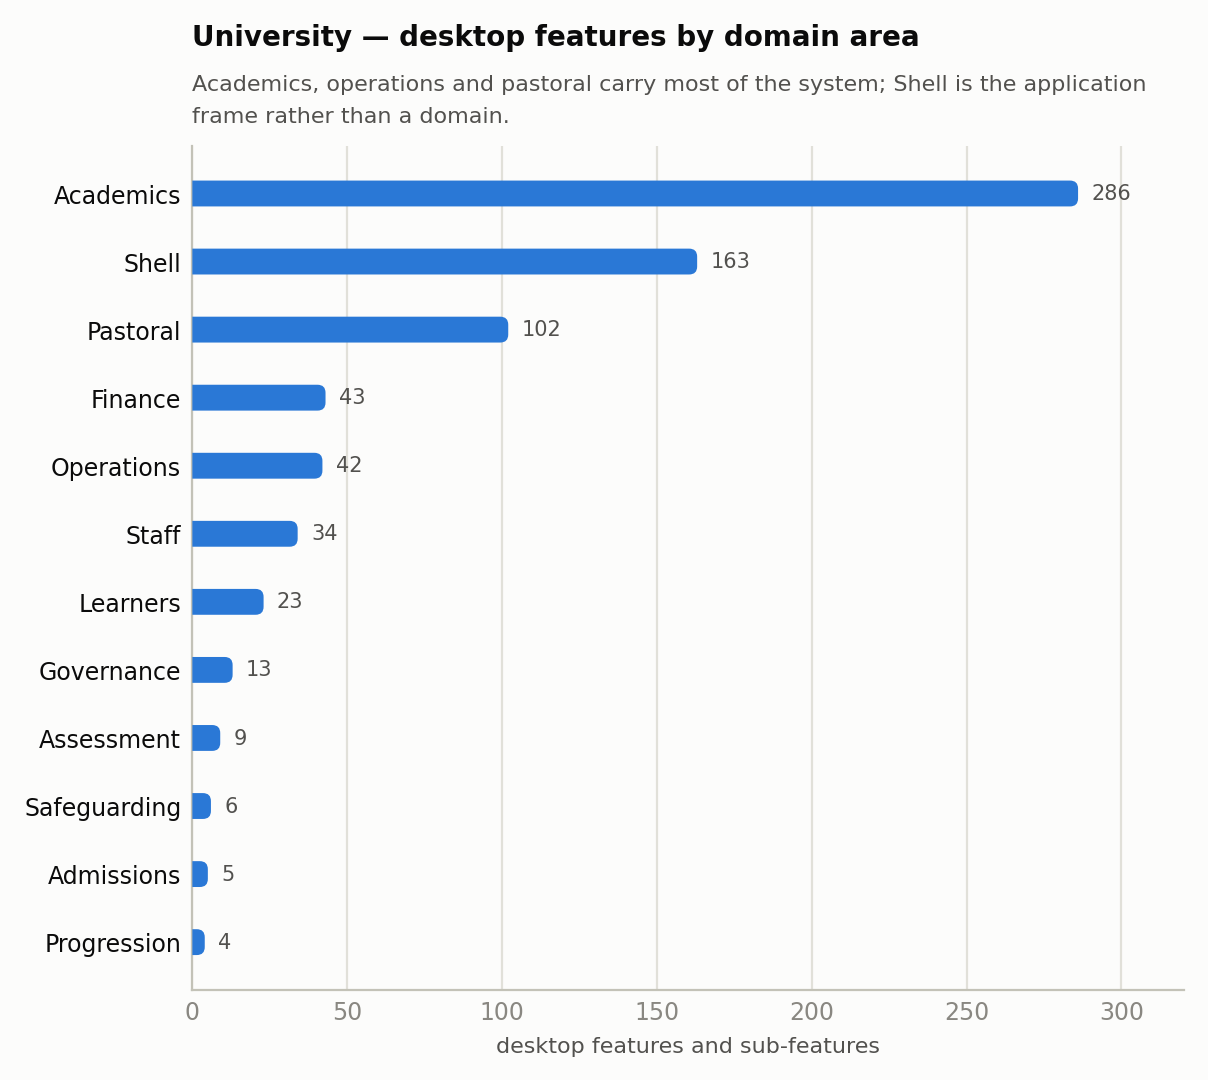 University — desktop features by domain area
Academics, operations and pastoral carry most of the system; Shell is the application
frame rather than a domain.
Academics 286
Shell 163
Pastoral 102
Finance 43
Operations 42
Staff 34
Learners 23
Governance 13
Assessment 9
Safeguarding 6
Admissions 5
Progression 4
0 50 100 150 200 250 300
desktop features and sub-features